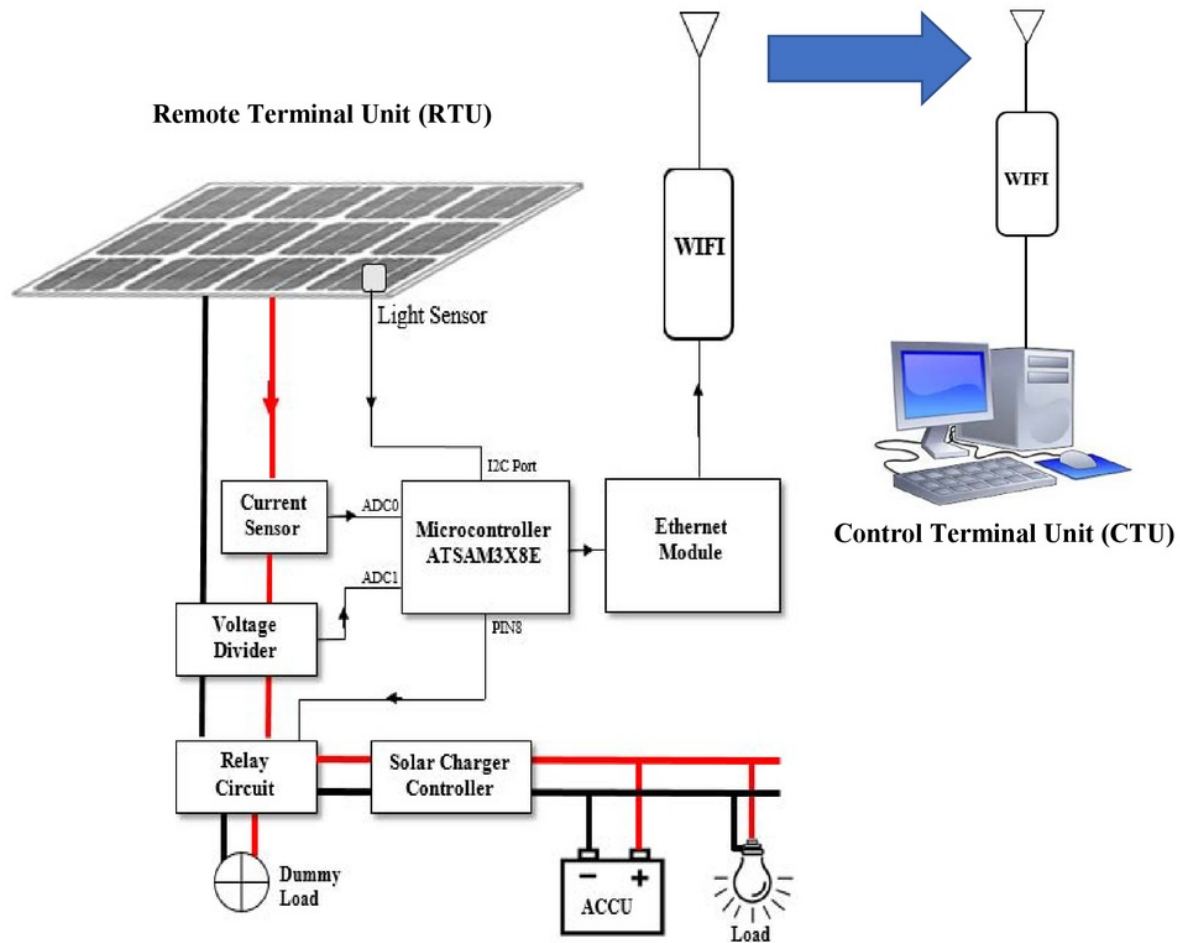 Remote Terminal Unit (RTU)
WIFI
WIFI
Light Sensor
I2C Port
Current
Sensor
ADC0
Microcontroller
ATSAM3X8E
Ethernet
Module
Control Terminal Unit (CTU)
ADC1
Voltage
Divider
PIN8
Relay
Circuit
Solar Charger
Controller
Dummy
Load
− +
ACCU
Load